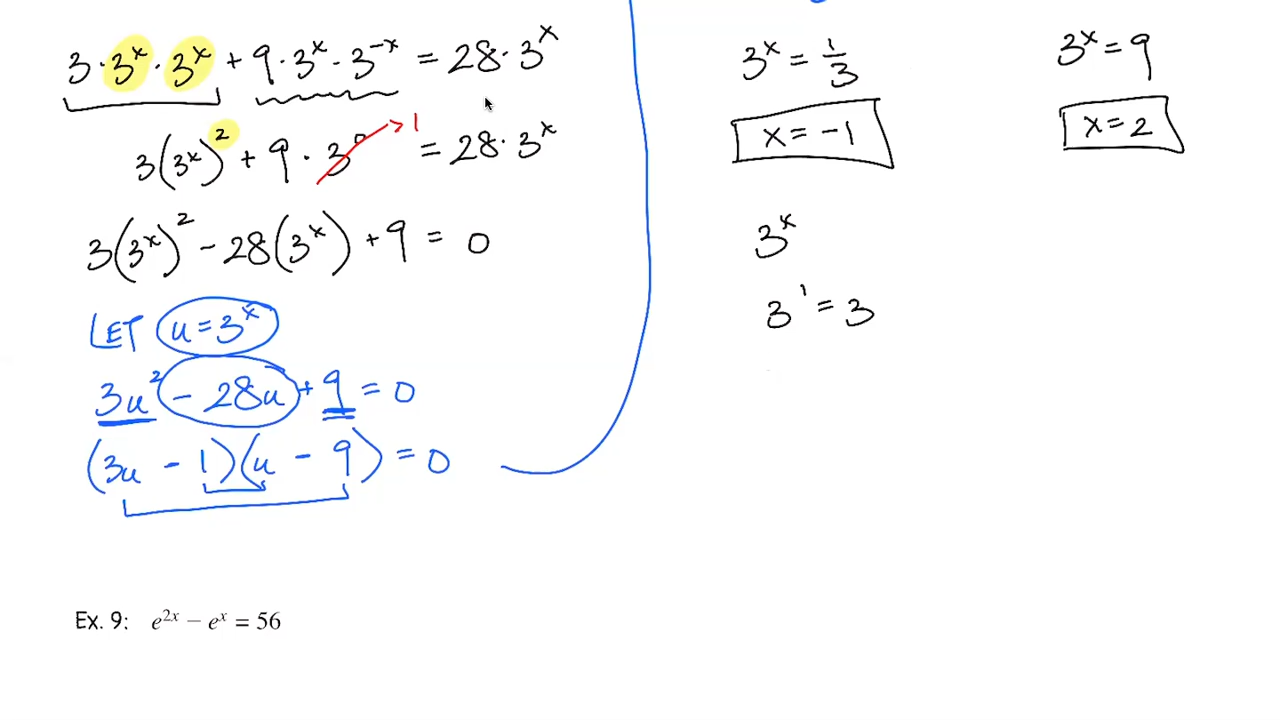 3 · 3^x · 3^x + 9 · 3^x · 3^-x = 28 · 3^x
3(3^x)^2 + 9 · 3^0 > 1 = 28 · 3^x
3(3^x)^2 - 28(3^x) + 9 = 0
LET u = 3^x
3u^2 - 28u + 9 = 0
(3u - 1)(u - 9) = 0
3^x = 1/3
x = -1
3^x
3^1 = 3
3^x = 9
x = 2
Ex. 9: e^2x − e^x = 56